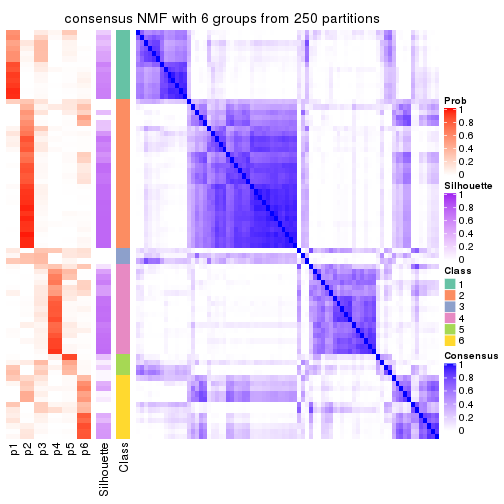 consensus NMF with 6 groups from 250 partitions
Prob
1
0.8
0.6
0.4
0.2
0
Silhouette
1
0.8
0.6
0.4
0.2
0
Class
1
2
3
4
5
6
Consensus
1
0.8
0.6
0.4
0.2
0
p1
p2
p3
p4
p5
p6
Silhouette
Class